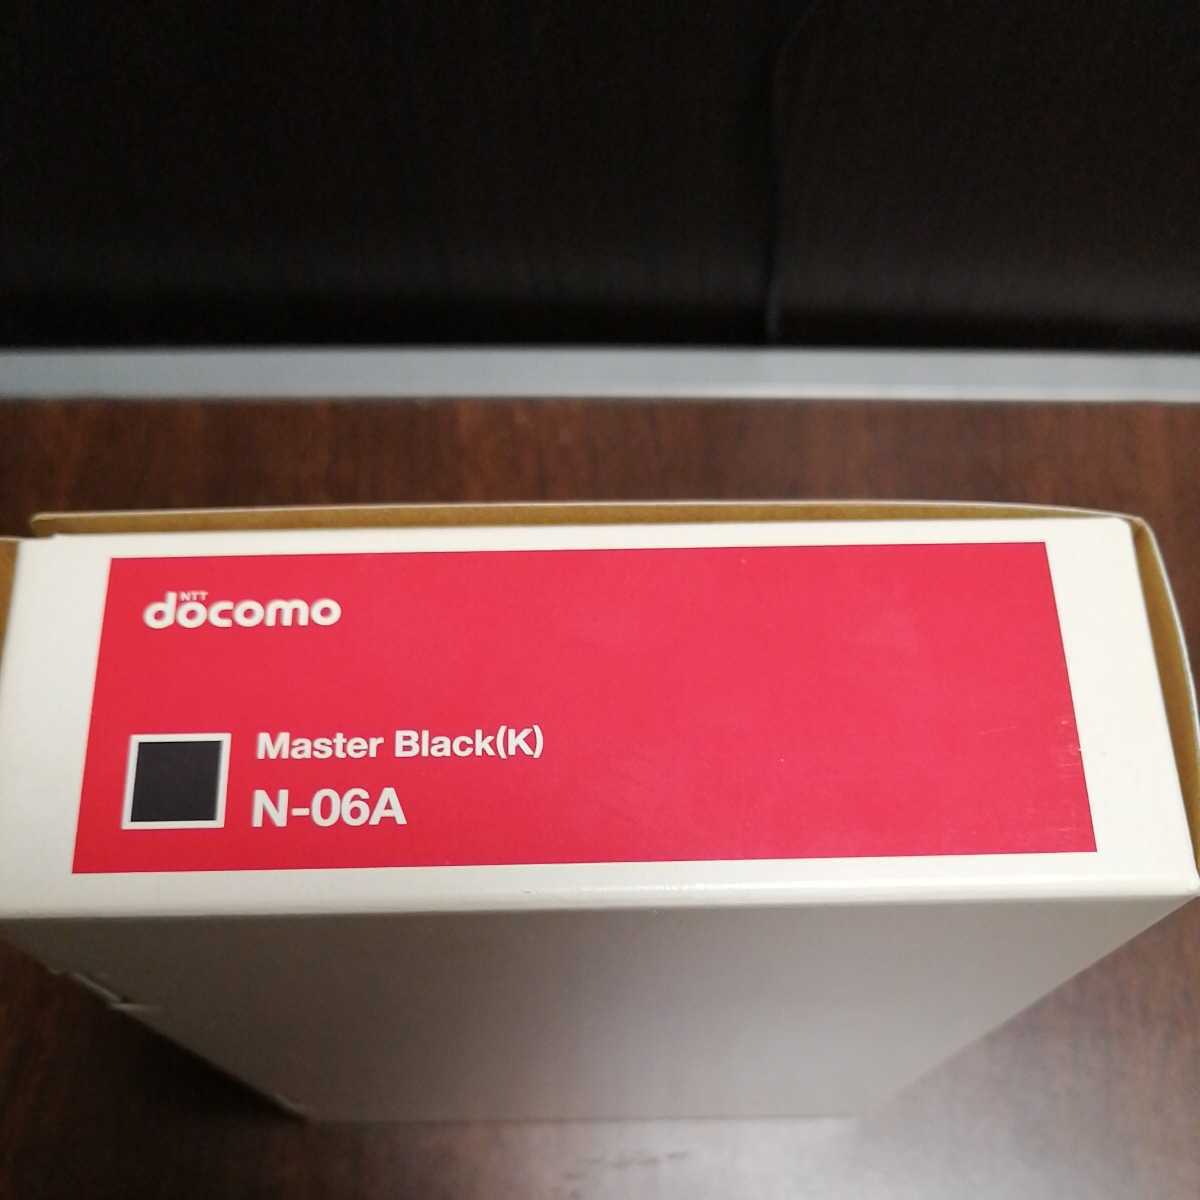 NTT
docomo
Master Black(K)
N-06A